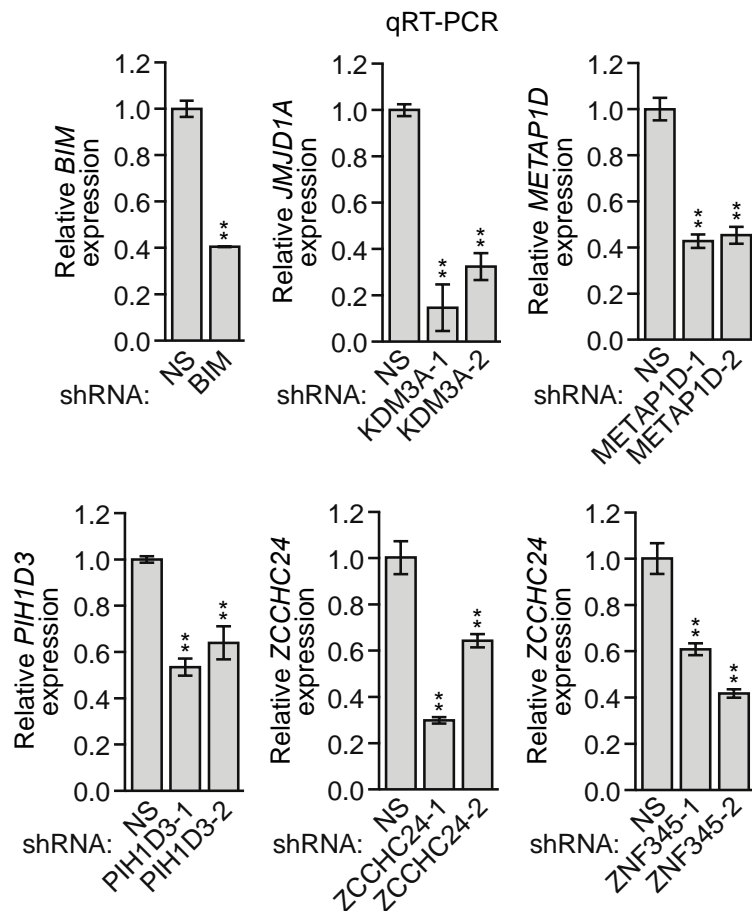 qRT-PCR
Relative BIM
expression
1.2
1.0
0.8
0.6
0.4
0.2
0.0
**
shRNA:
NS
BIM
Relative JMJD1A
expression
1.2
1.0
0.8
0.6
0.4
0.2
0.0
**
**
NS
KDM3A-1
KDM3A-2
Relative METAP1D
expression
1.2
1.0
0.8
0.6
0.4
0.2
0.0
**
**
shRNA:
NS
METAP1D-1
METAP1D-2
Relative PIH1D3
expression
1.2
1.0
0.8
0.6
0.4
0.2
0.0
**
**
shRNA:
NS
PIH1D3-1
PIH1D3-2
Relative ZCCHC24
expression
1.2
1.0
0.8
0.6
0.4
0.2
0.0
**
**
shRNA:
NS
ZCCHC24-1
ZCCHC24-2
Relative ZCCHC24
expression
1.2
1.0
0.8
0.6
0.4
0.2
0.0
**
**
shRNA:
NS
ZNF345-1
ZNF345-2